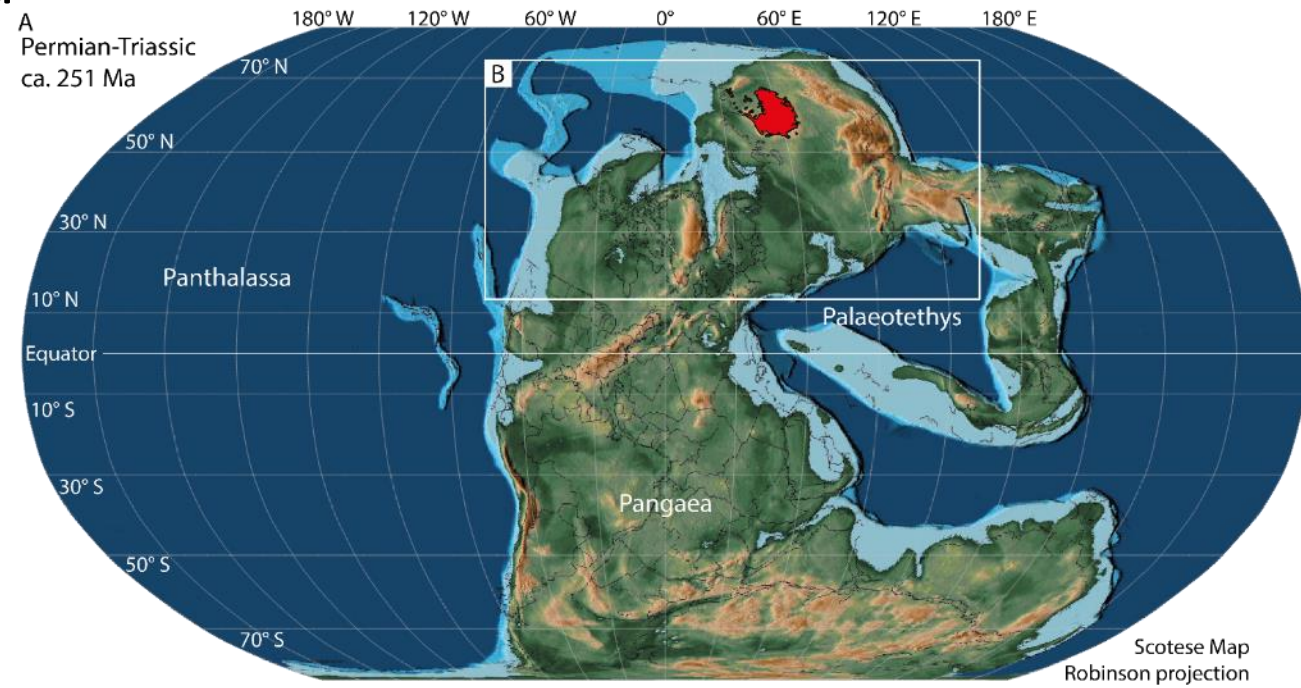 A
Permian-Triassic
ca. 251 Ma
180° W 120° W 60° W 0° 60° E 120° E 180° E
70° N
B
50° N
30° N
Panthalassa
10° N
Palaeotethys
Equator
10° S
30° S
Pangaea
50° S
70° S
Scotese Map
Robinson projection